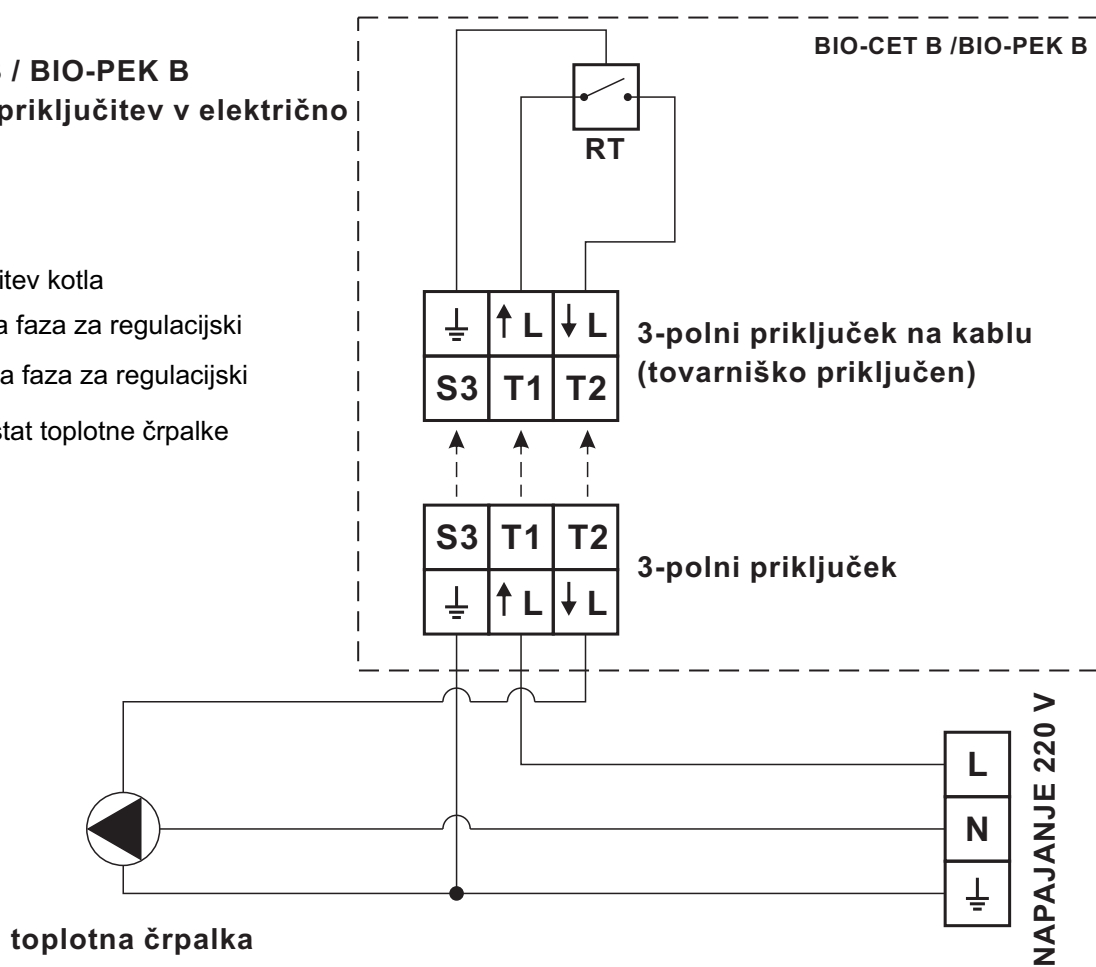 / BIO-PEK B
priključitev v električno
kotla
faza za regulacijski
faza za regulacijski
toplotne črpalke
BIO-CET B /BIO-PEK B
RT
L L
S3 T1 T2
3-polni priključek na kablu
(tovarniško priključen)
S3 T1 T2
L L
3-polni priključek
L
N
NAPAJANJE 220 V
toplotna črpalka